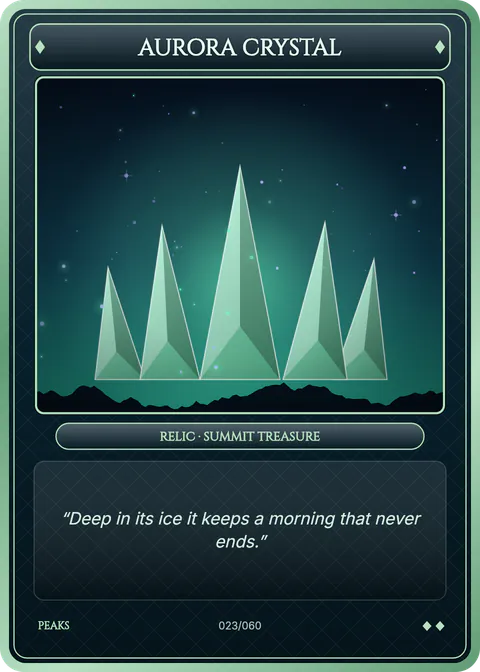 AURORA CRYSTAL
RELIC · SUMMIT TREASURE
“Deep in its ice it keeps a morning that never
ends.”
PEAKS
023/060